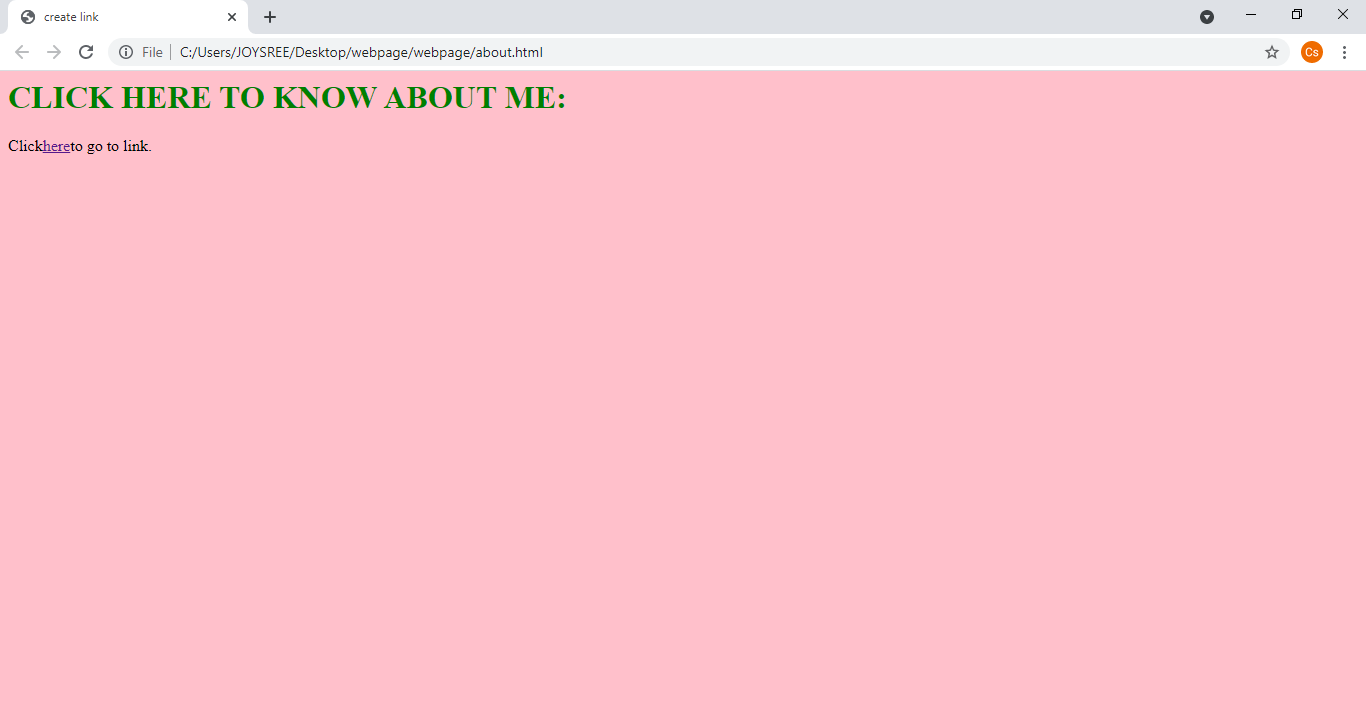 create link
File C:/Users/JOYSREE/Desktop/webpage/webpage/about.html
Cs
CLICK HERE TO KNOW ABOUT ME:
Clickhereto go to link.